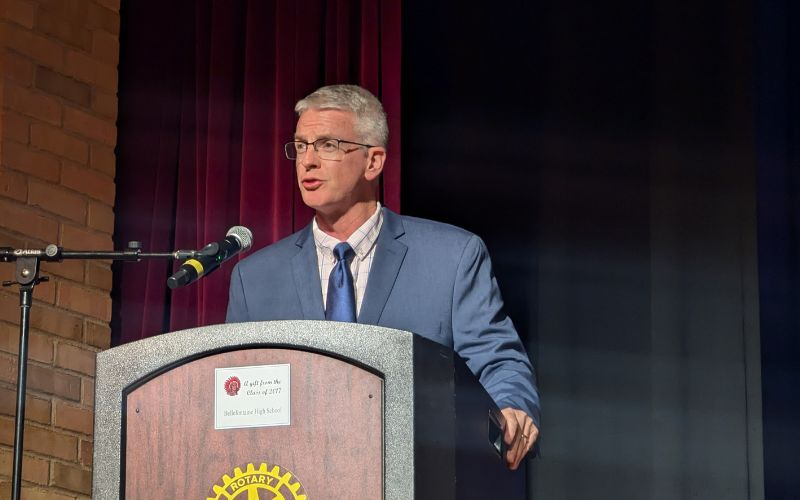 A gift from the
Class of 2017
Bellefontaine High School
ROTARY